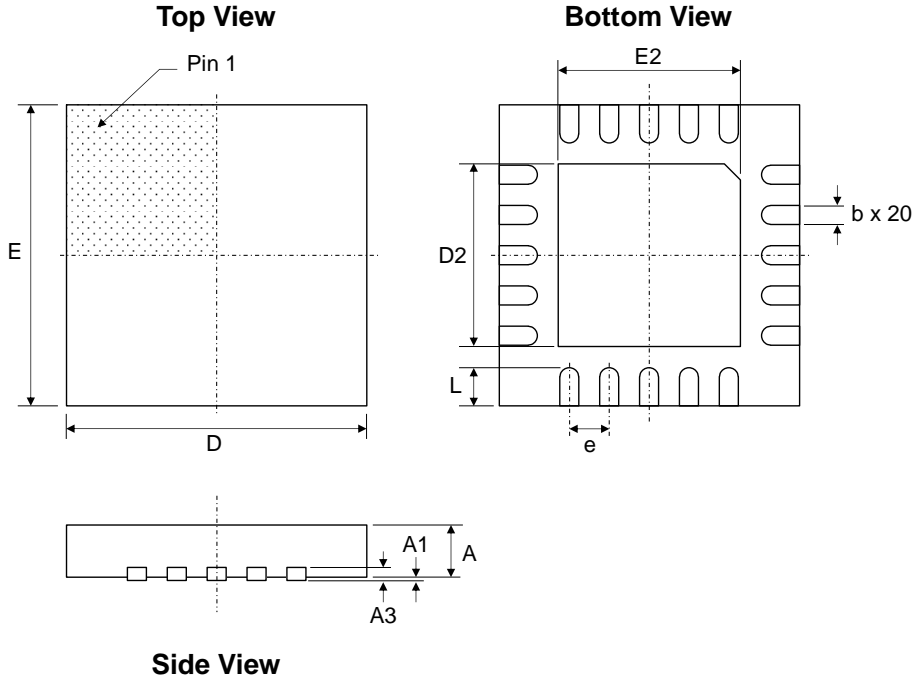 Top View
Bottom View
Pin 1
E2
E
D2
b x 20
L
D
e
A1
A
A3
Side View